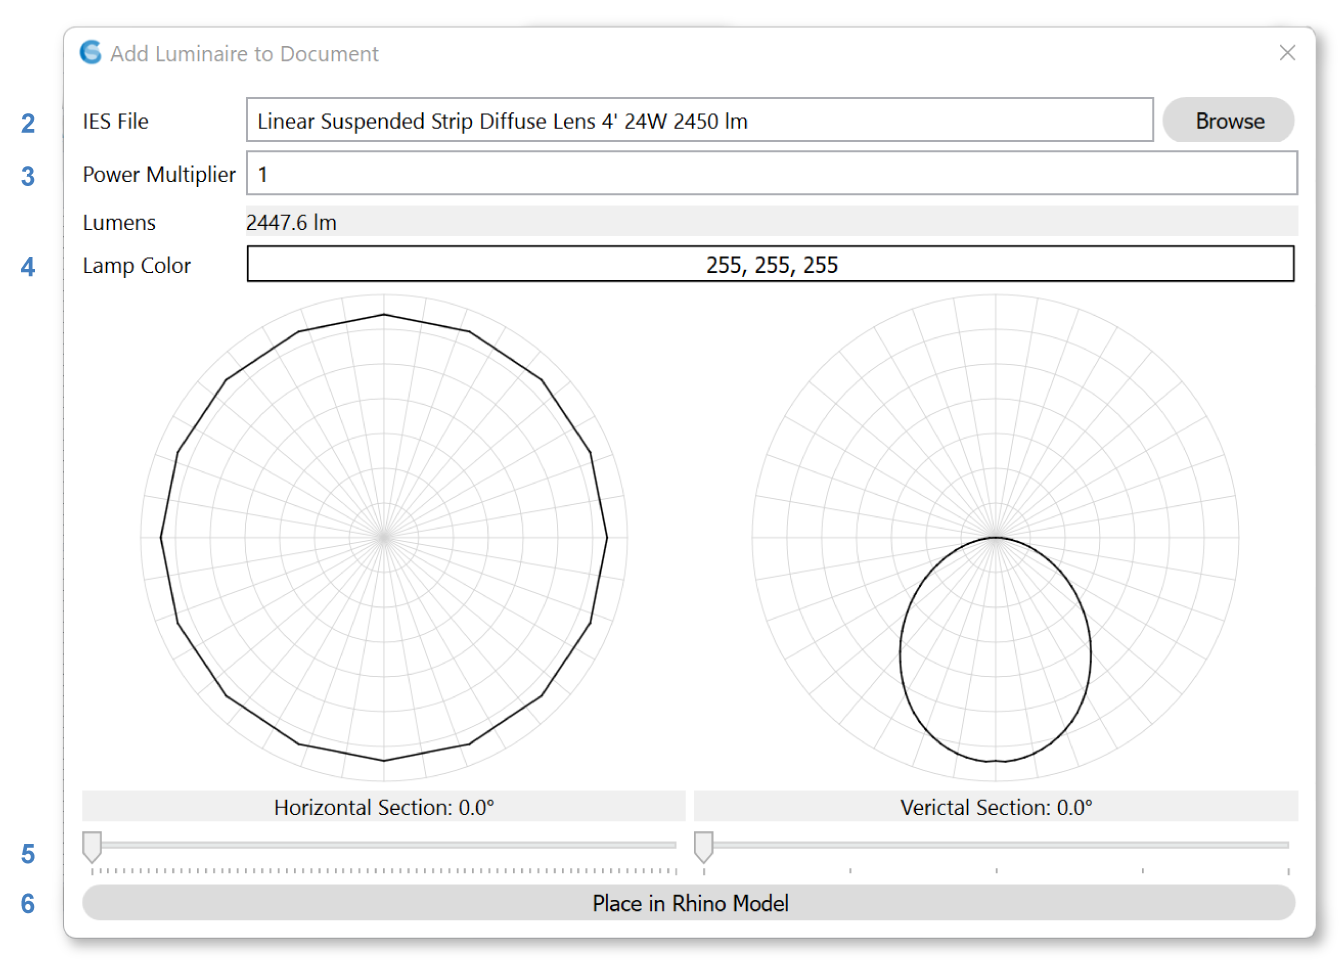 Add Luminaire to Document
2 IES File Linear Suspended Strip Diffuse Lens 4' 24W 2450 lm Browse
3 Power Multiplier 1
Lumens 2447.6 lm
4 Lamp Color 255, 255, 255
Horizontal Section: 0.0° Verictal Section: 0.0°
5
6 Place in Rhino Model